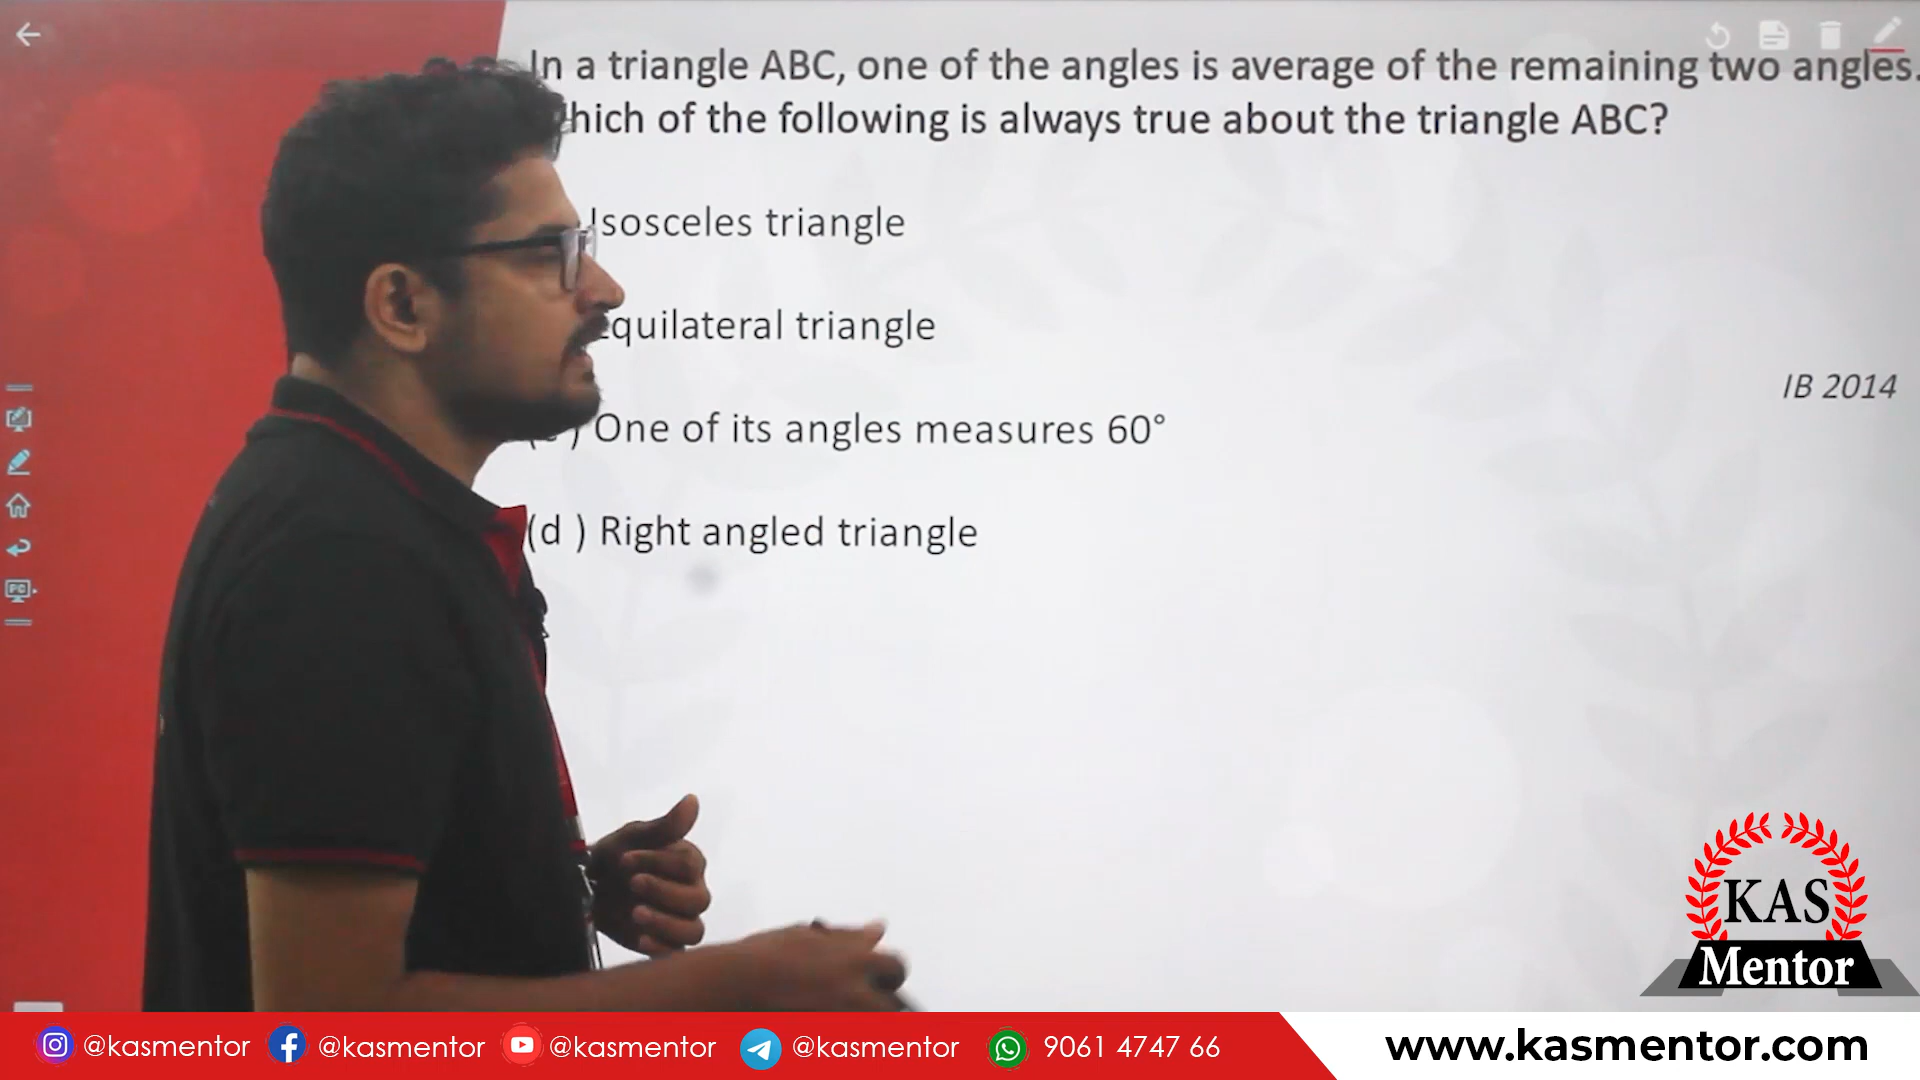 In a triangle ABC, one of the angles is average of the remaining two angles.
hich of the following is always true about the triangle ABC?
Isosceles triangle
Equilateral triangle
IB 2014
) One of its angles measures 60°
(d ) Right angled triangle
PC
KAS
Mentor
@kasmentor @kasmentor @kasmentor @kasmentor 9061 4747 66
www.kasmentor.com